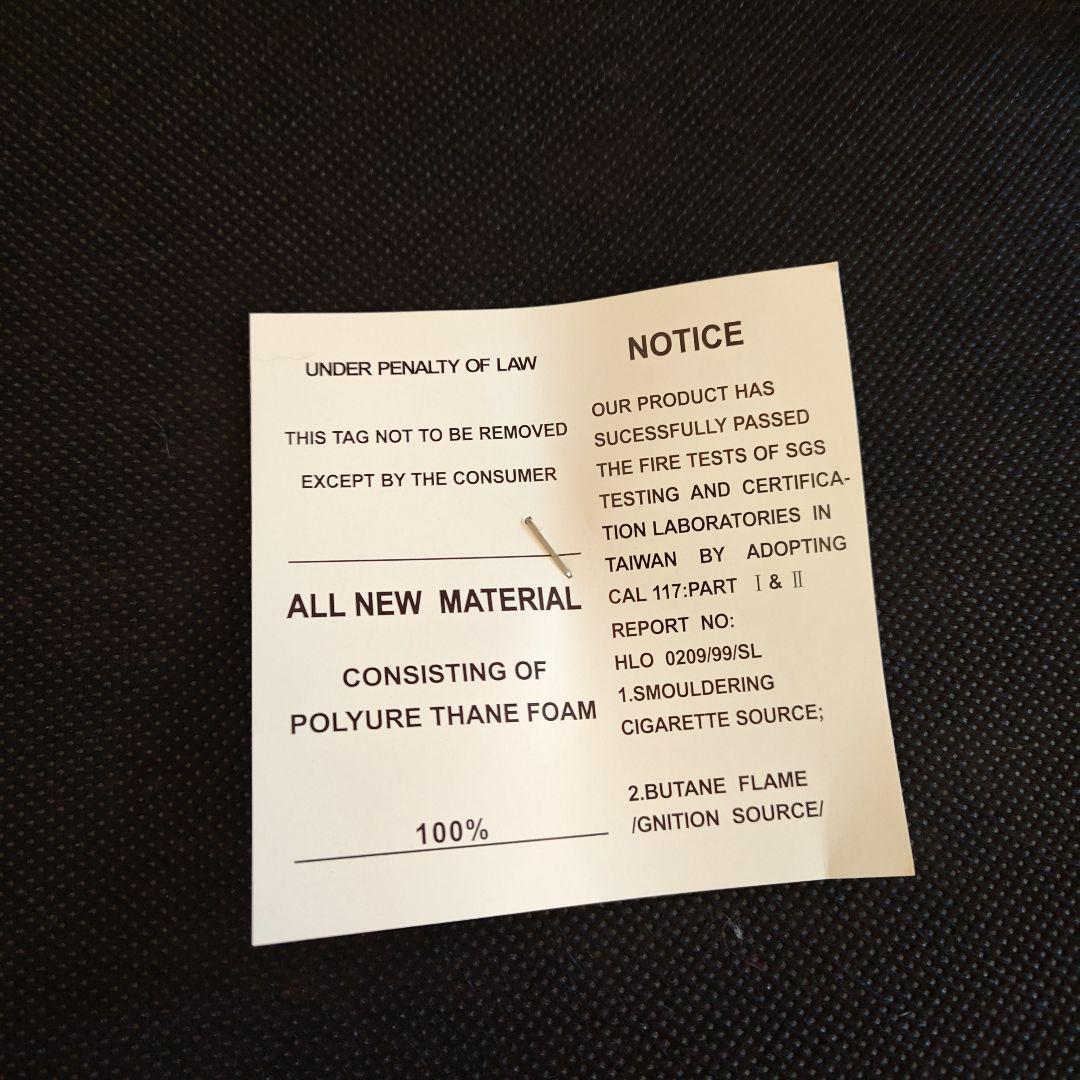 UNDER PENALTY OF LAW
THIS TAG NOT TO BE REMOVED
EXCEPT BY THE CONSUMER
ALL NEW MATERIAL
CONSISTING OF
POLYURE THANE FOAM
100%
NOTICE
OUR PRODUCT HAS
SUCESSFULLY PASSED
THE FIRE TESTS OF SGS
TESTING AND CERTIFICA-
TION LABORATORIES IN
TAIWAN BY ADOPTING
CAL 117:PART Ⅰ & Ⅱ
REPORT NO:
HLO 0209/99/SL
1.SMOULDERING
CIGARETTE SOURCE;
2.BUTANE FLAME
/GNITION SOURCE/